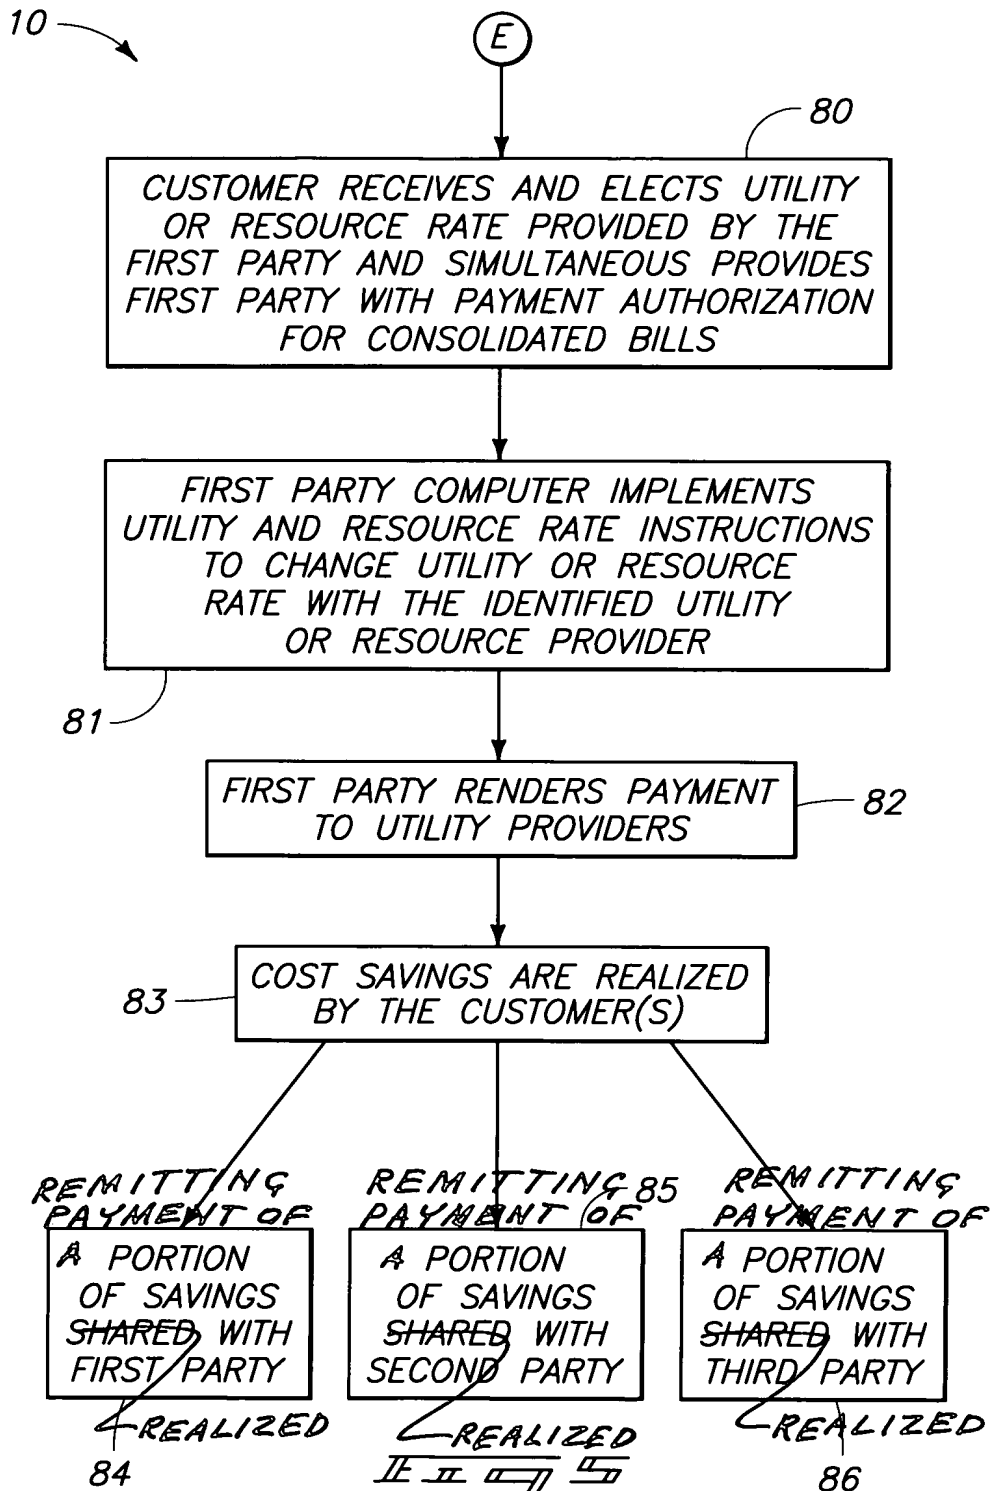 10
E
80
CUSTOMER RECEIVES AND ELECTS UTILITY
OR RESOURCE RATE PROVIDED BY THE
FIRST PARTY AND SIMULTANEOUS PROVIDES
FIRST PARTY WITH PAYMENT AUTHORIZATION
FOR CONSOLIDATED BILLS
FIRST PARTY COMPUTER IMPLEMENTS
UTILITY AND RESOURCE RATE INSTRUCTIONS
TO CHANGE UTILITY OR RESOURCE
RATE WITH THE IDENTIFIED UTILITY
OR RESOURCE PROVIDER
81
FIRST PARTY RENDERS PAYMENT
TO UTILITY PROVIDERS
82
COST SAVINGS ARE REALIZED
BY THE CUSTOMER(S)
83
REMITTING
PAYMENT OF
A PORTION
OF SAVINGS
SHARED WITH
FIRST PARTY
REALIZED
84
REMITTING
PAYMENT OF
85
A PORTION
OF SAVINGS
SHARED WITH
SECOND PARTY
REALIZED
REMITTING
PAYMENT OF
A PORTION
OF SAVINGS
SHARED WITH
THIRD PARTY
REALIZED
86
FIG 5